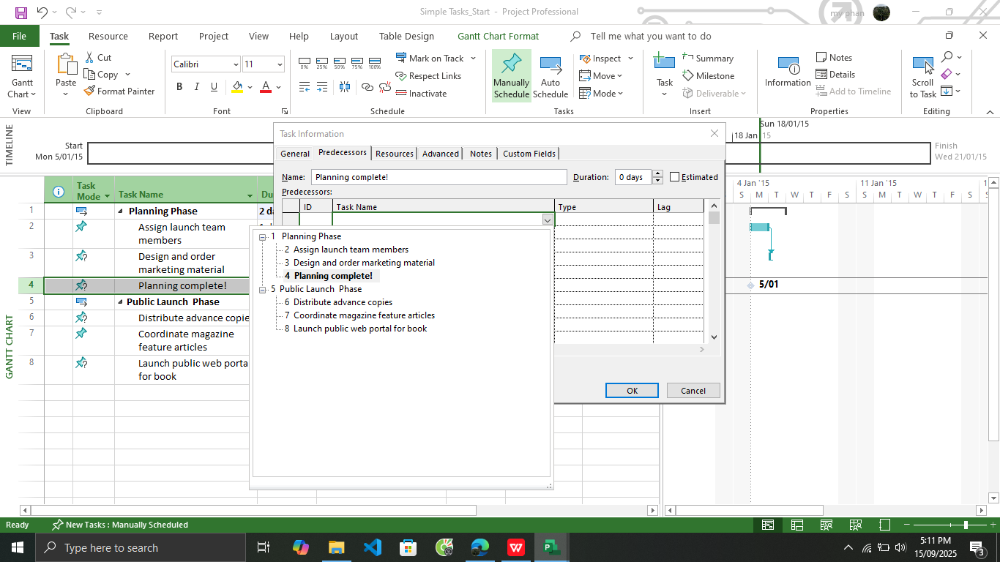 Simple Tasks_Start - Project Professional
my phan
File Task Resource Report Project View Help Layout Table Design Gantt Chart Format Tell me what you want to do
Gantt Chart
View
Paste
Cut
Copy
Format Painter
Clipboard
Calibri 11
B I U A
Font
0% 25% 50% 75% 100%
Mark on Track
Respect Links
Inactivate
Schedule
Manually Schedule
Auto Schedule
Inspect
Move
Mode
Tasks
Task
Summary
Milestone
Deliverable
Insert
Information
Notes
Details
Add to Timeline
Properties
Scroll to Task
Editing
TIMELINE
Start
Mon 5/01/15
Sun 18/01/15
18 Jan '15
Finish
Wed 21/01/15
Task Information
General Predecessors Resources Advanced Notes Custom Fields
Name: Planning complete! Duration: 0 days Estimated
Predecessors:
ID Task Name Type Lag
1 Planning Phase
2 Assign launch team members
3 Design and order marketing material
4 Planning complete!
5 Public Launch Phase
6 Distribute advance copies
7 Coordinate magazine feature articles
8 Launch public web portal for book
OK Cancel
GANTT CHART
Task Mode
Task Name
Du
1 Planning Phase 2 da
2 Assign launch team
members
3 Design and order
marketing material
4 Planning complete!
5 Public Launch Phase
6 Distribute advance copie
7 Coordinate magazine
feature articles
8 Launch public web porta
for book
4 Jan '15 11 Jan '15
S M T W T F S S M T W T F S
5/01
Ready New Tasks : Manually Scheduled
Type here to search
5:11 PM
15/09/2025
3